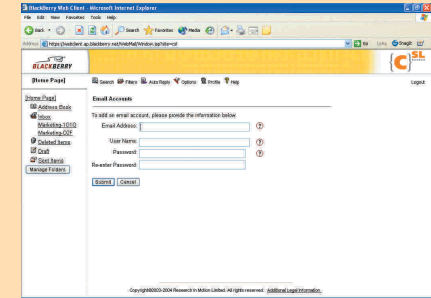 BlackBerry Web Client - Microsoft Internet Explorer
File Edit View Favorites Tools Help
Back Search Favorites Media
Address https://webclient.ap.blackberry.net/WebMail/Window.jsp?site=csl Go Links SnagIt
BLACKBERRY {C}SL
[Home Page] Search Filters Auto Reply Options Profile Help Logout
[Home Page]
Address Book
Inbox
Marketing-1010
Marketing-COF
Deleted Items
Draft
Sent Items
Manage Folders
Email Accounts
To add an email account, please provide the information below
Email Address:
User Name:
Password:
Re-enter Password:
Submit Cancel
Copyright©2003-2004 Research In Motion Limited. All rights reserved. Additional Legal Information.